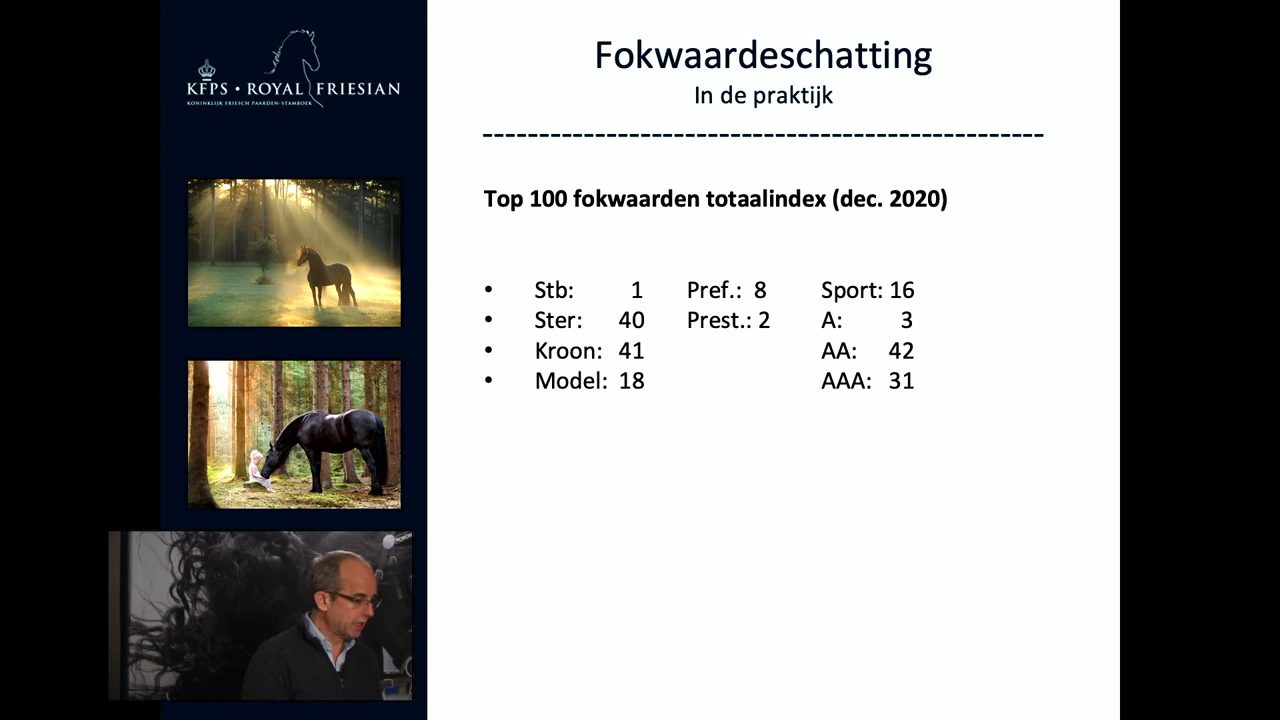 KFPS • ROYAL FRIESIAN
KONINKLIJK FRIESCH PAARDEN-STAMBOEK
Fokwaardeschatting
In de praktijk
--------------------------------------------------
Top 100 fokwaarden totaalindex (dec. 2020)
• Stb: 1 Pref.: 8 Sport: 16
• Ster: 40 Prest.: 2 A: 3
• Kroon: 41 AA: 42
• Model: 18 AAA: 31